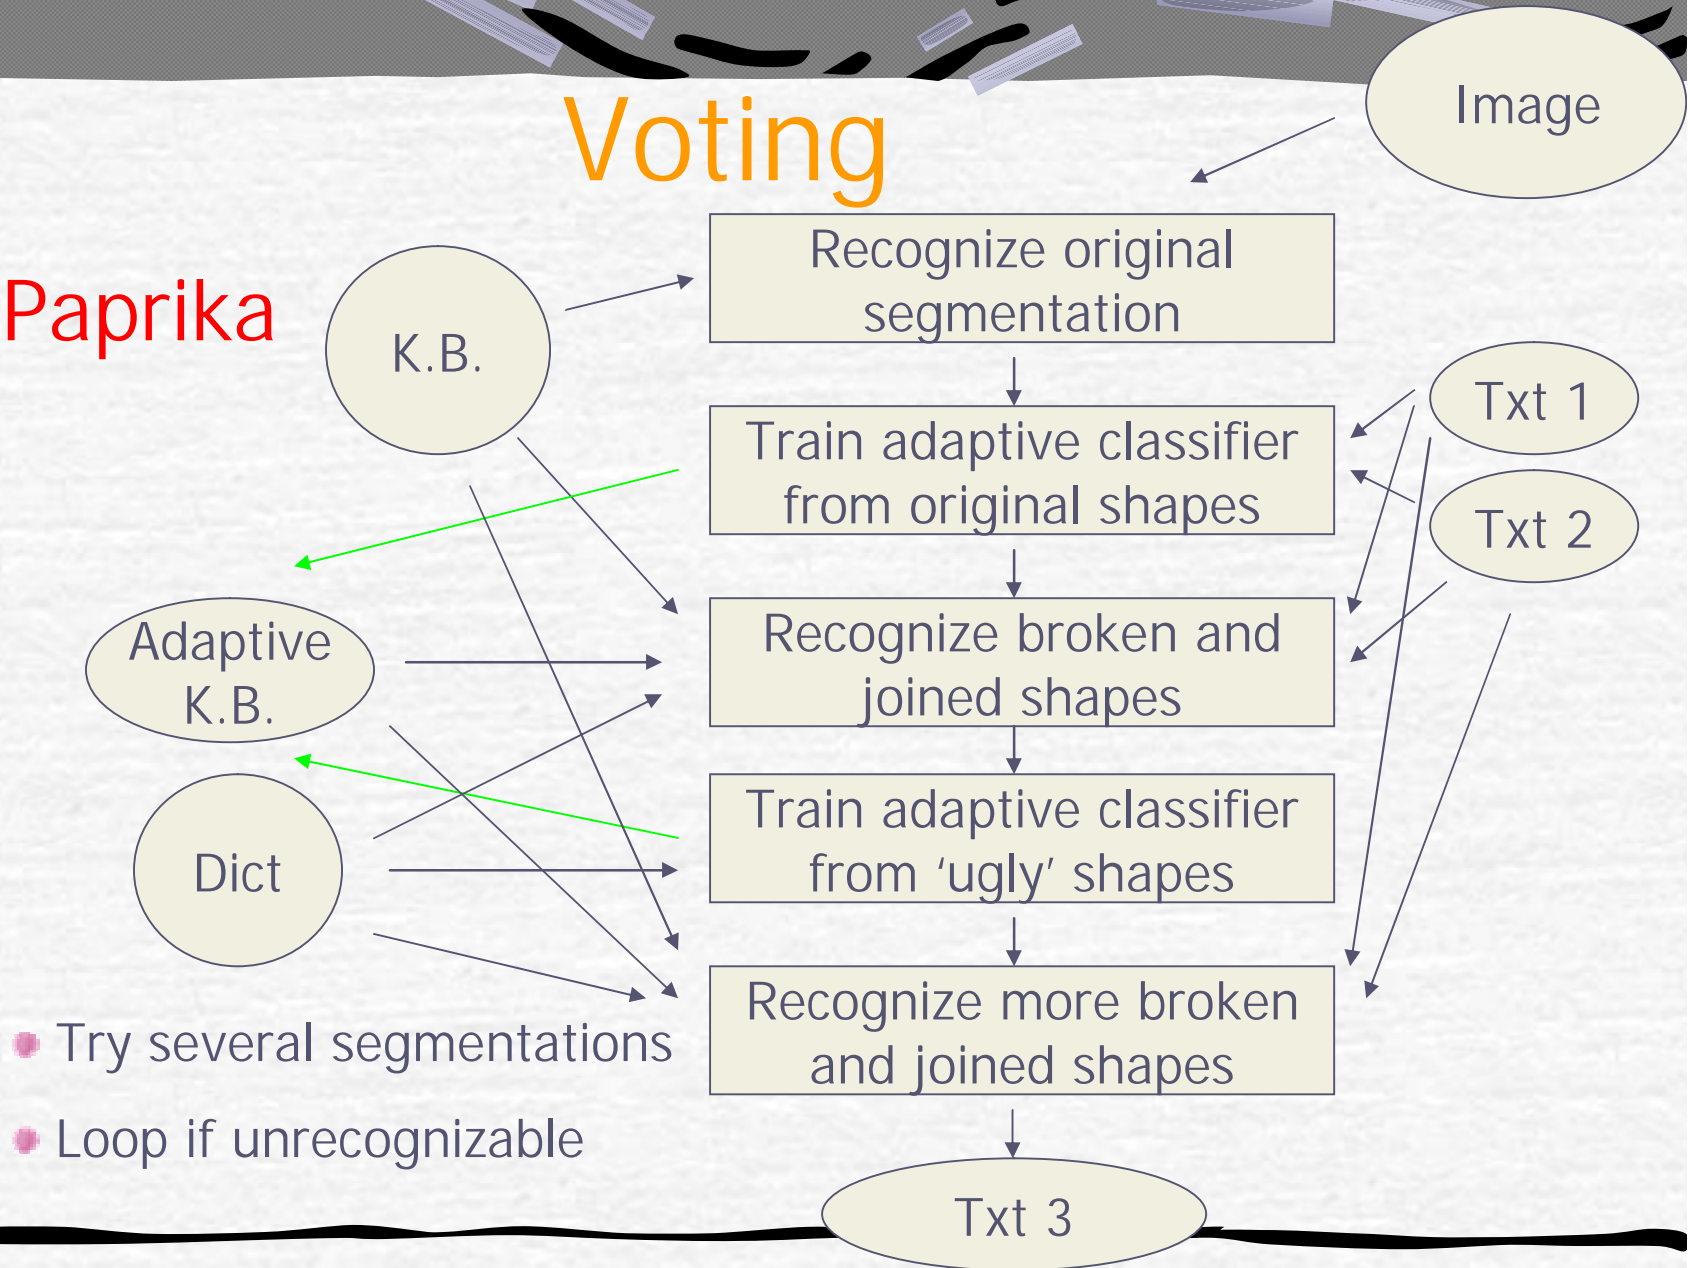 Voting
Image
Paprika
K.B.
Recognize original
segmentation
Train adaptive classifier
from original shapes
Txt 1
Txt 2
Adaptive
K.B.
Recognize broken and
joined shapes
Dict
Train adaptive classifier
from ‘ugly’ shapes
Recognize more broken
and joined shapes
Try several segmentations
Loop if unrecognizable
Txt 3